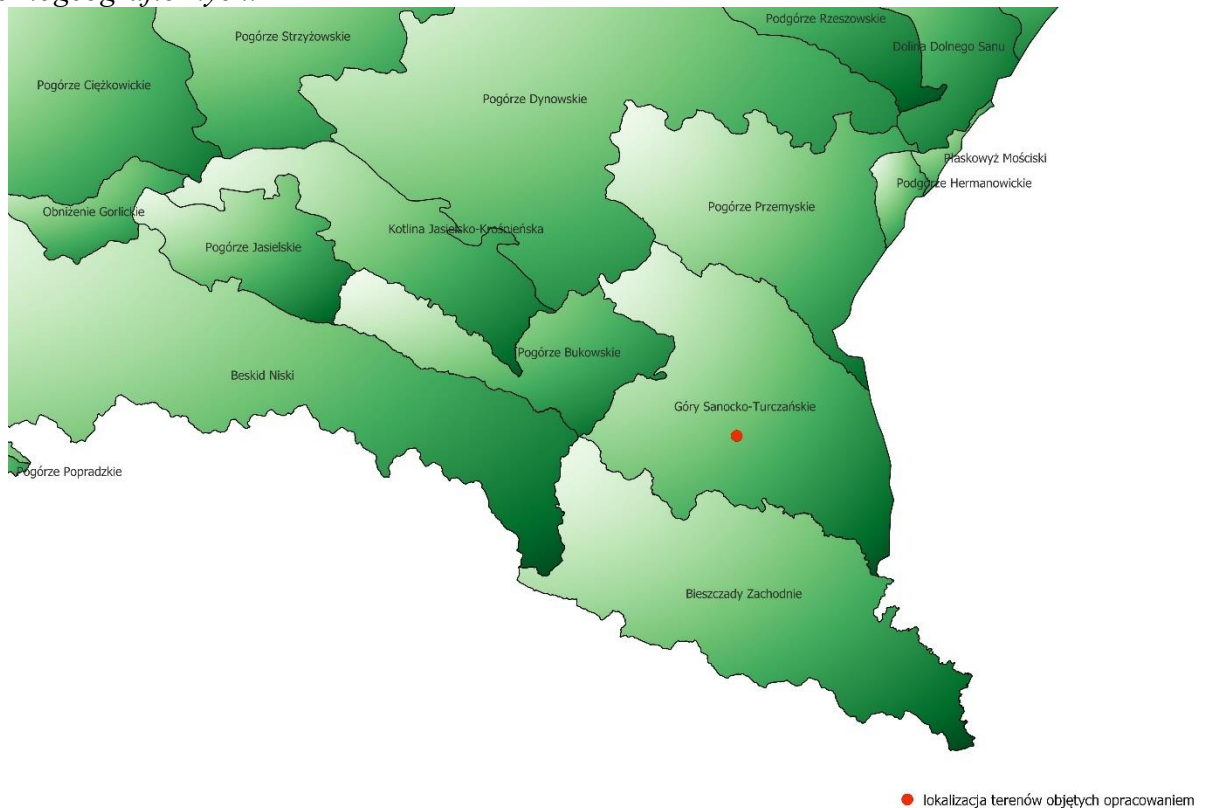 Pogórze Rzeszowskie
Pogórze Strzyżowskie
Dolina Dolnego Sanu
Pogórze Ciężkowickie
Pogórze Dynowskie
Płaskowyż Mościski
Podgórze Hermanowickie
Pogórze Przemyskie
Obniżenie Gorlickie
Kotlina Jasielsko-Krośnieńska
Pogórze Jasielskie
Pogórze Bukowskie
Beskid Niski
Góry Sanocko-Turczańskie
Pogórze Popradzkie
Bieszczady Zachodnie
lokalizacja terenów objętych opracowaniem